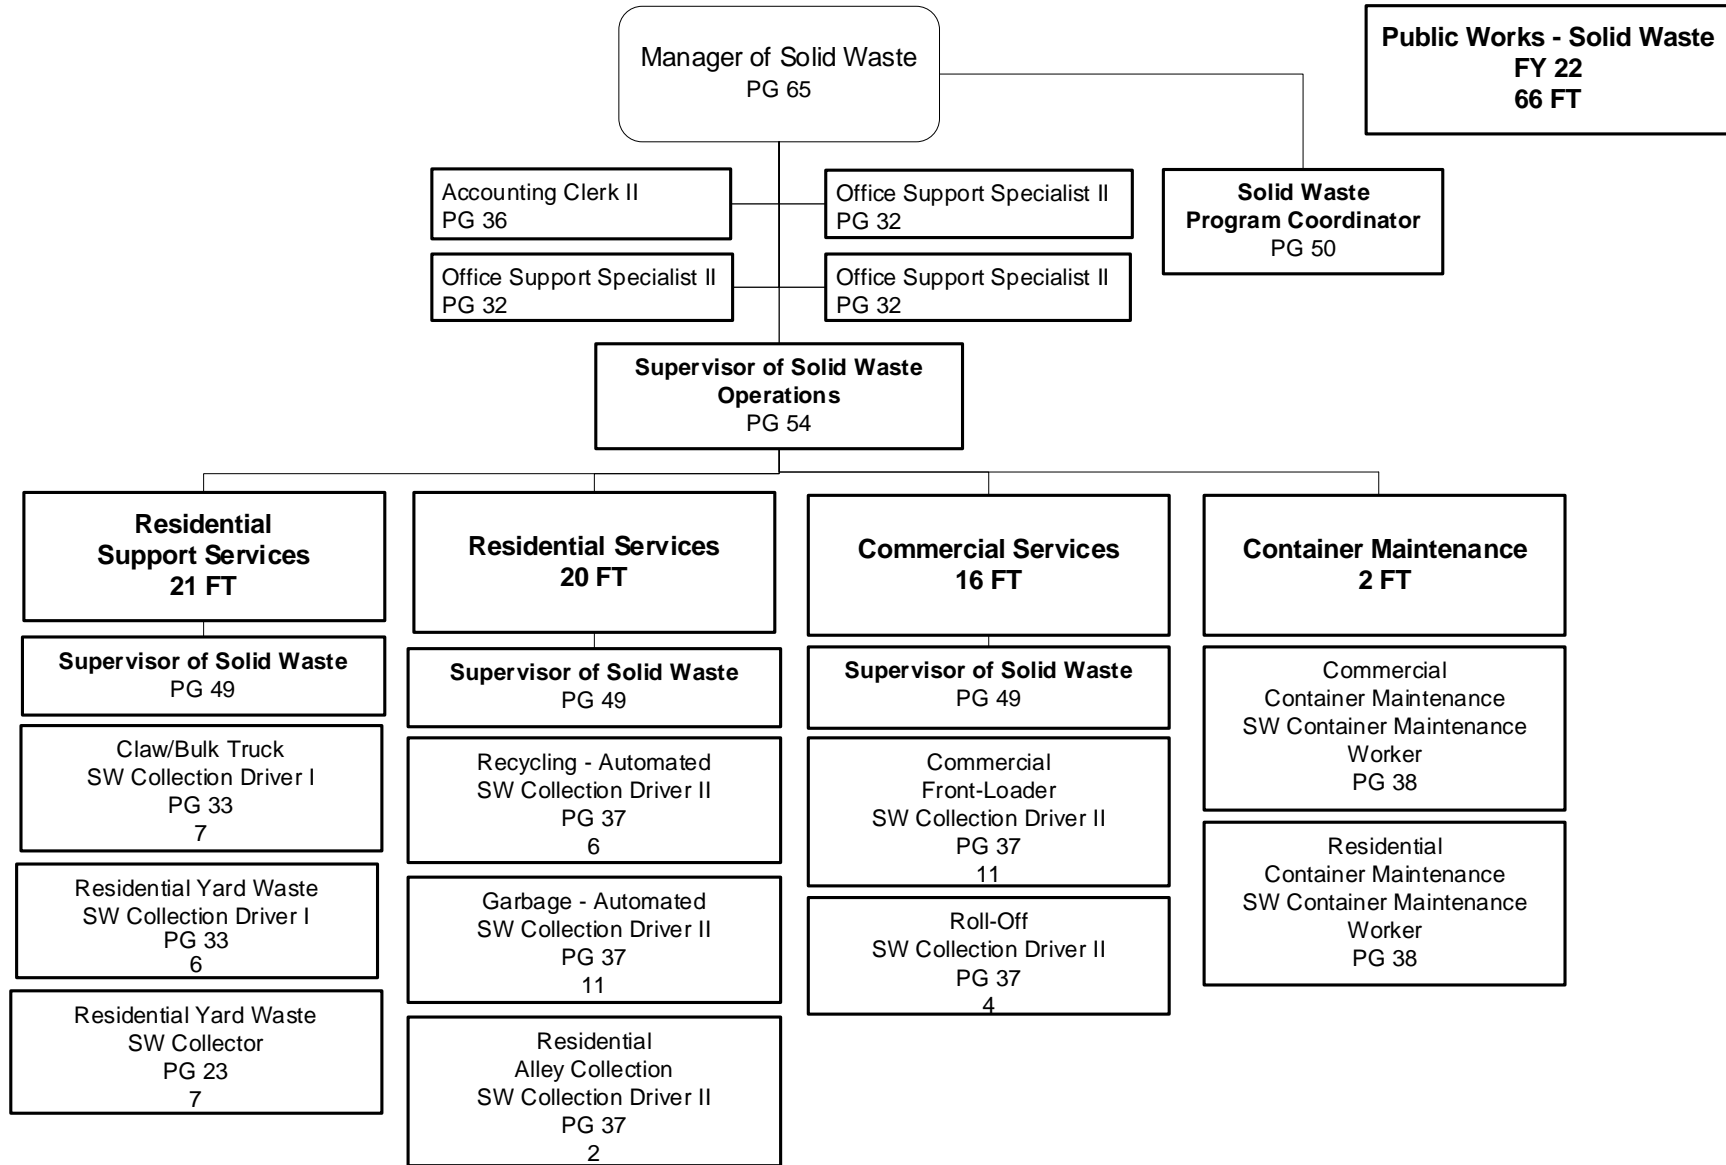 Manager of Solid Waste
PG 65
Public Works - Solid Waste
FY 22
66 FT
Accounting Clerk II
PG 36
Office Support Specialist II
PG 32
Solid Waste
Program Coordinator
PG 50
Office Support Specialist II
PG 32
Office Support Specialist II
PG 32
Supervisor of Solid Waste
Operations
PG 54
Residential
Support Services
21 FT
Residential Services
20 FT
Commercial Services
16 FT
Container Maintenance
2 FT
Supervisor of Solid Waste
PG 49
Claw/Bulk Truck
SW Collection Driver I
PG 33
7
Residential Yard Waste
SW Collection Driver I
PG 33
6
Residential Yard Waste
SW Collector
PG 23
7
Supervisor of Solid Waste
PG 49
Recycling - Automated
SW Collection Driver II
PG 37
6
Garbage - Automated
SW Collection Driver II
PG 37
11
Residential
Alley Collection
SW Collection Driver II
PG 37
2
Supervisor of Solid Waste
PG 49
Commercial
Front-Loader
SW Collection Driver II
PG 37
11
Roll-Off
SW Collection Driver II
PG 37
4
Commercial
Container Maintenance
SW Container Maintenance
Worker
PG 38
Residential
Container Maintenance
SW Container Maintenance
Worker
PG 38